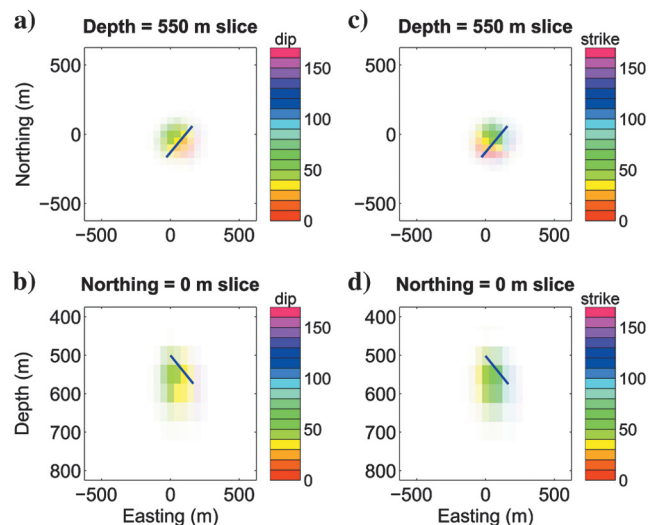 a)
Depth = 550 m slice
dip
500
0
−500
Northing (m)
−500 0 500
150
100
50
0
c)
Depth = 550 m slice
strike
500
0
−500
−500 0 500
150
100
50
0
b)
Northing = 0 m slice
dip
400
500
600
700
800
Depth (m)
−500 0 500
Easting (m)
150
100
50
0
d)
Northing = 0 m slice
strike
400
500
600
700
800
−500 0 500
Easting (m)
150
100
50
0